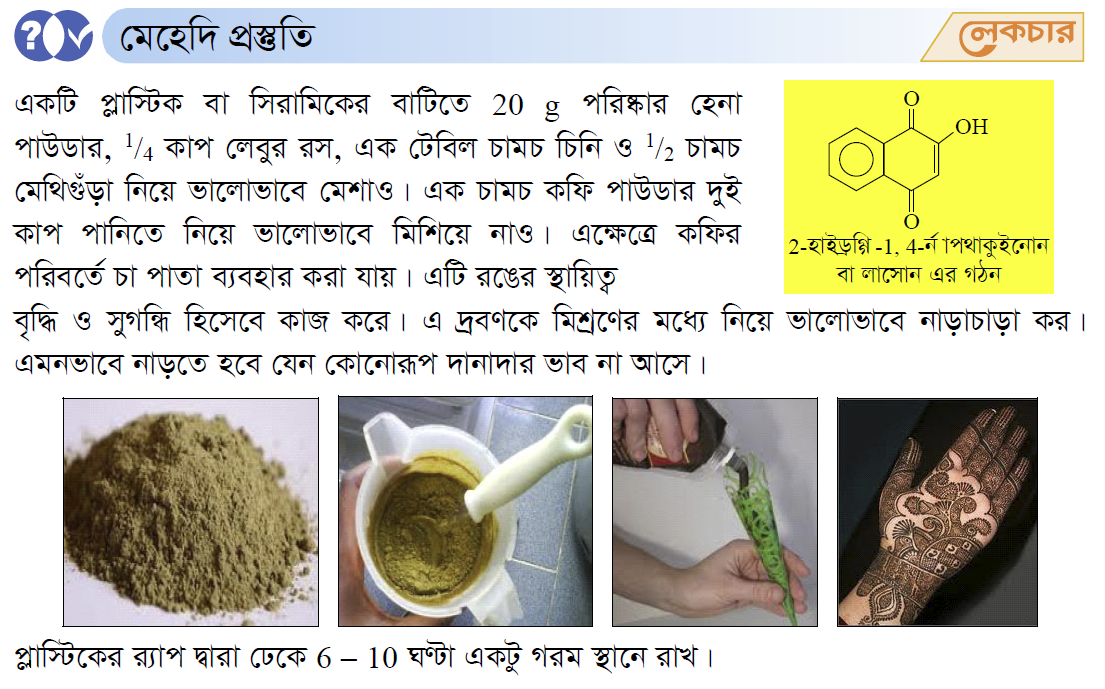 মেহেদি প্রস্তুতি
লেকচার
একটি প্লাস্টিক বা সিরামিকের বাটিতে 20 g পরিষ্কার হেনা
পাউডার, 1/4 কাপ লেবুর রস, এক টেবিল চামচ চিনি ও 1/2 চামচ
মেথিগুঁড়া নিয়ে ভালোভাবে মেশাও। এক চামচ কফি পাউডার দুই
কাপ পানিতে নিয়ে ভালোভাবে মিশিয়ে নাও। এক্ষেত্রে কফির
পরিবর্তে চা পাতা ব্যবহার করা যায়। এটি রঙের স্থায়িত্ব
বৃদ্ধি ও সুগন্ধি হিসেবে কাজ করে। এ দ্রবণকে মিশ্রণের মধ্যে নিয়ে ভালোভাবে নাড়াচাড়া কর।
এমনভাবে নাড়তে হবে যেন কোনোরূপ দানাদার ভাব না আসে।
O
OH
O
2-হাইড্রক্সি -1, 4-ন্যাপথাকুইনোন
বা লাসোন এর গঠন
প্লাস্টিকের র‍্যাপ দ্বারা ঢেকে 6 – 10 ঘণ্টা একটু গরম স্থানে রাখ।